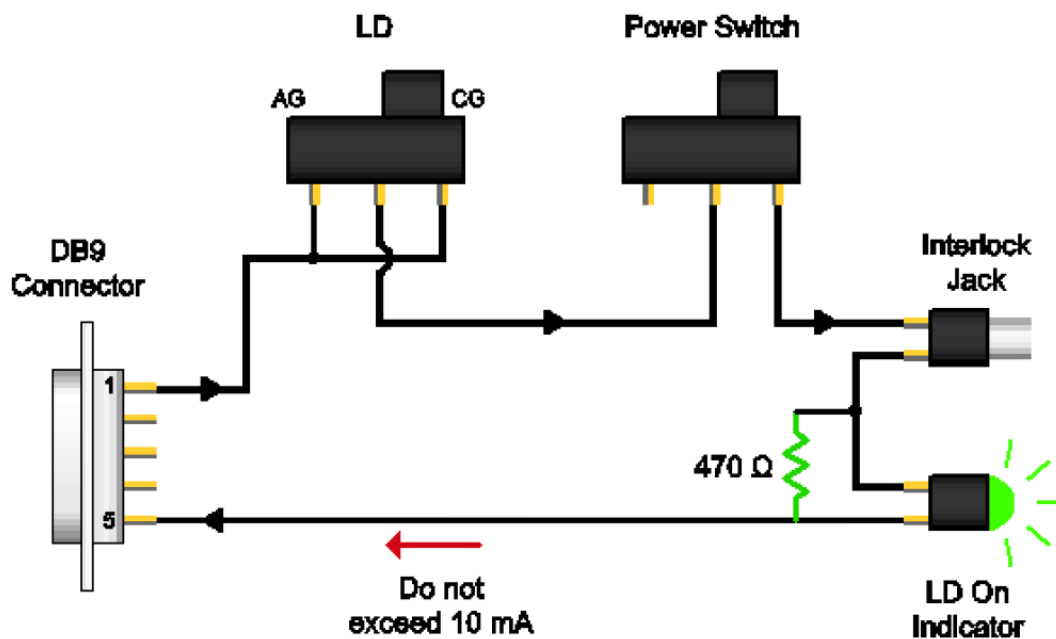 LD
Power Switch
AG
CG
DB9
Connector
Interlock
Jack
1
470 Ω
5
Do not
exceed 10 mA
LD On
Indicator